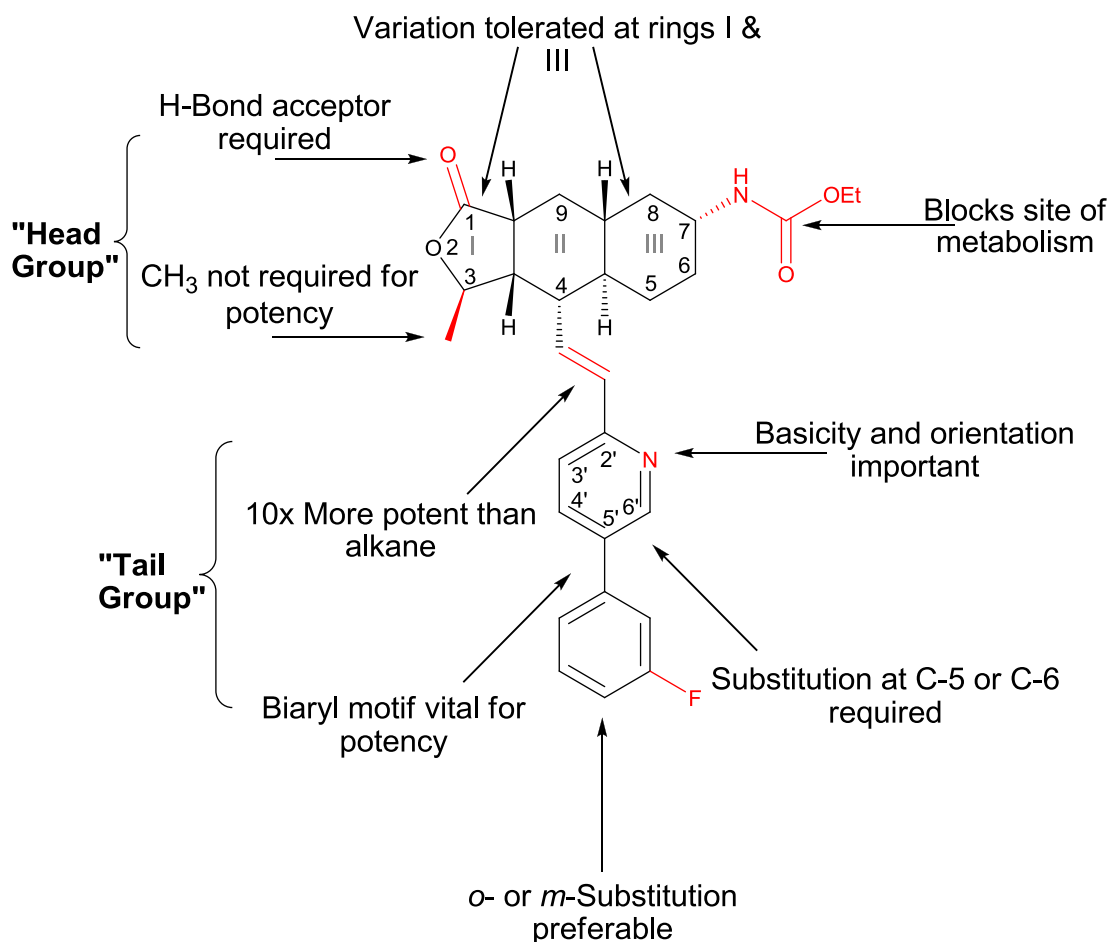 Variation tolerated at rings I &
III
H-Bond acceptor
required
"Head
Group"
CH3 not required for
potency
O
H
H
H
N
OEt
O
O
1
2
3
I
9
II
4
8
III
7
6
5
H
H
Blocks site of
metabolism
10x More potent than
alkane
Basicity and orientation
important
2'
N
3'
4'
5'
6'
"Tail
Group"
Biaryl motif vital for
potency
F
Substitution at C-5 or C-6
required
o- or m-Substitution
preferable